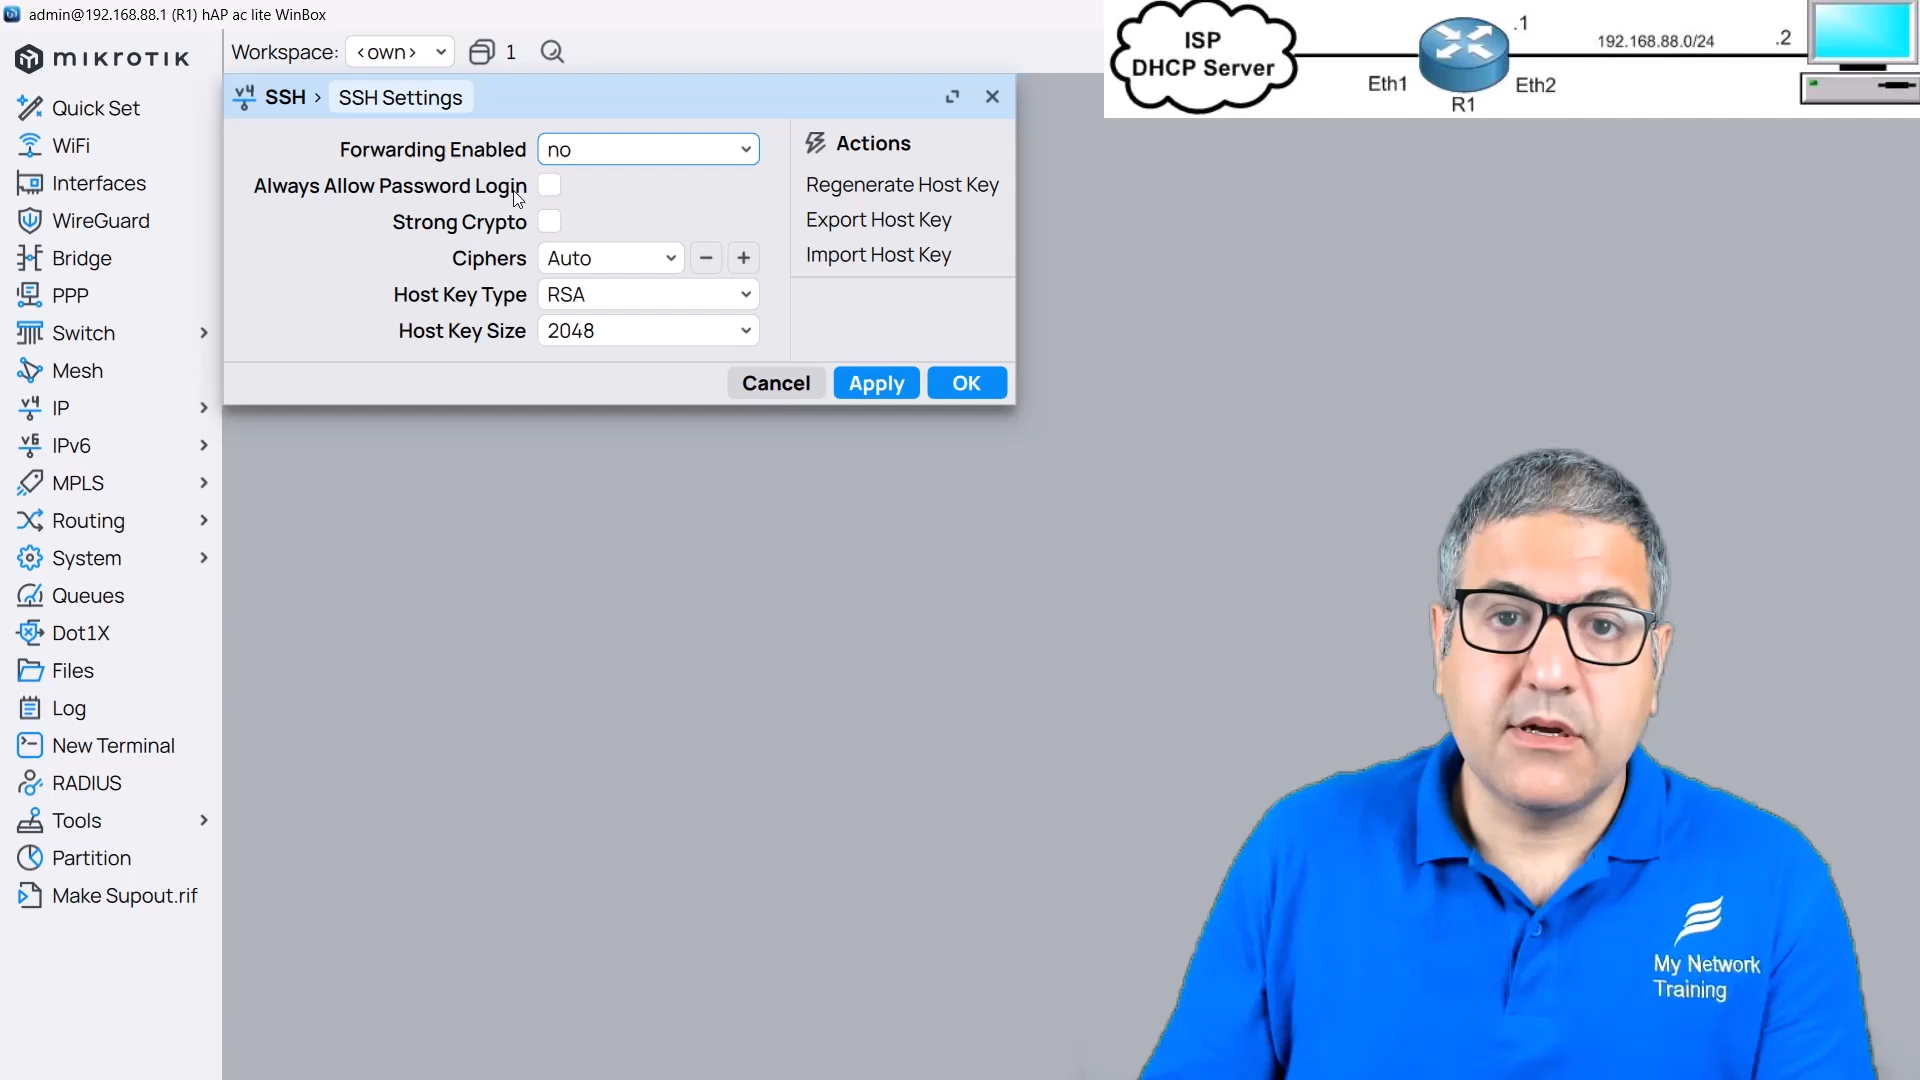 admin@192.168.88.1 (R1) hAP ac lite WinBox
mikrotik
Workspace: <own> 1
Quick Set
WiFi
Interfaces
WireGuard
Bridge
PPP
Switch
Mesh
v4 IP
v6 IPv6
MPLS
Routing
System
Queues
Dot1X
Files
Log
New Terminal
RADIUS
Tools
Partition
Make Supout.rif
v4 SSH › SSH Settings
Forwarding Enabled no
Always Allow Password Login
Strong Crypto
Ciphers Auto
Host Key Type RSA
Host Key Size 2048
Actions
Regenerate Host Key
Export Host Key
Import Host Key
Cancel Apply OK
ISP
DHCP Server
Eth1
R1
.1
Eth2
192.168.88.0/24
.2
My Network
Training